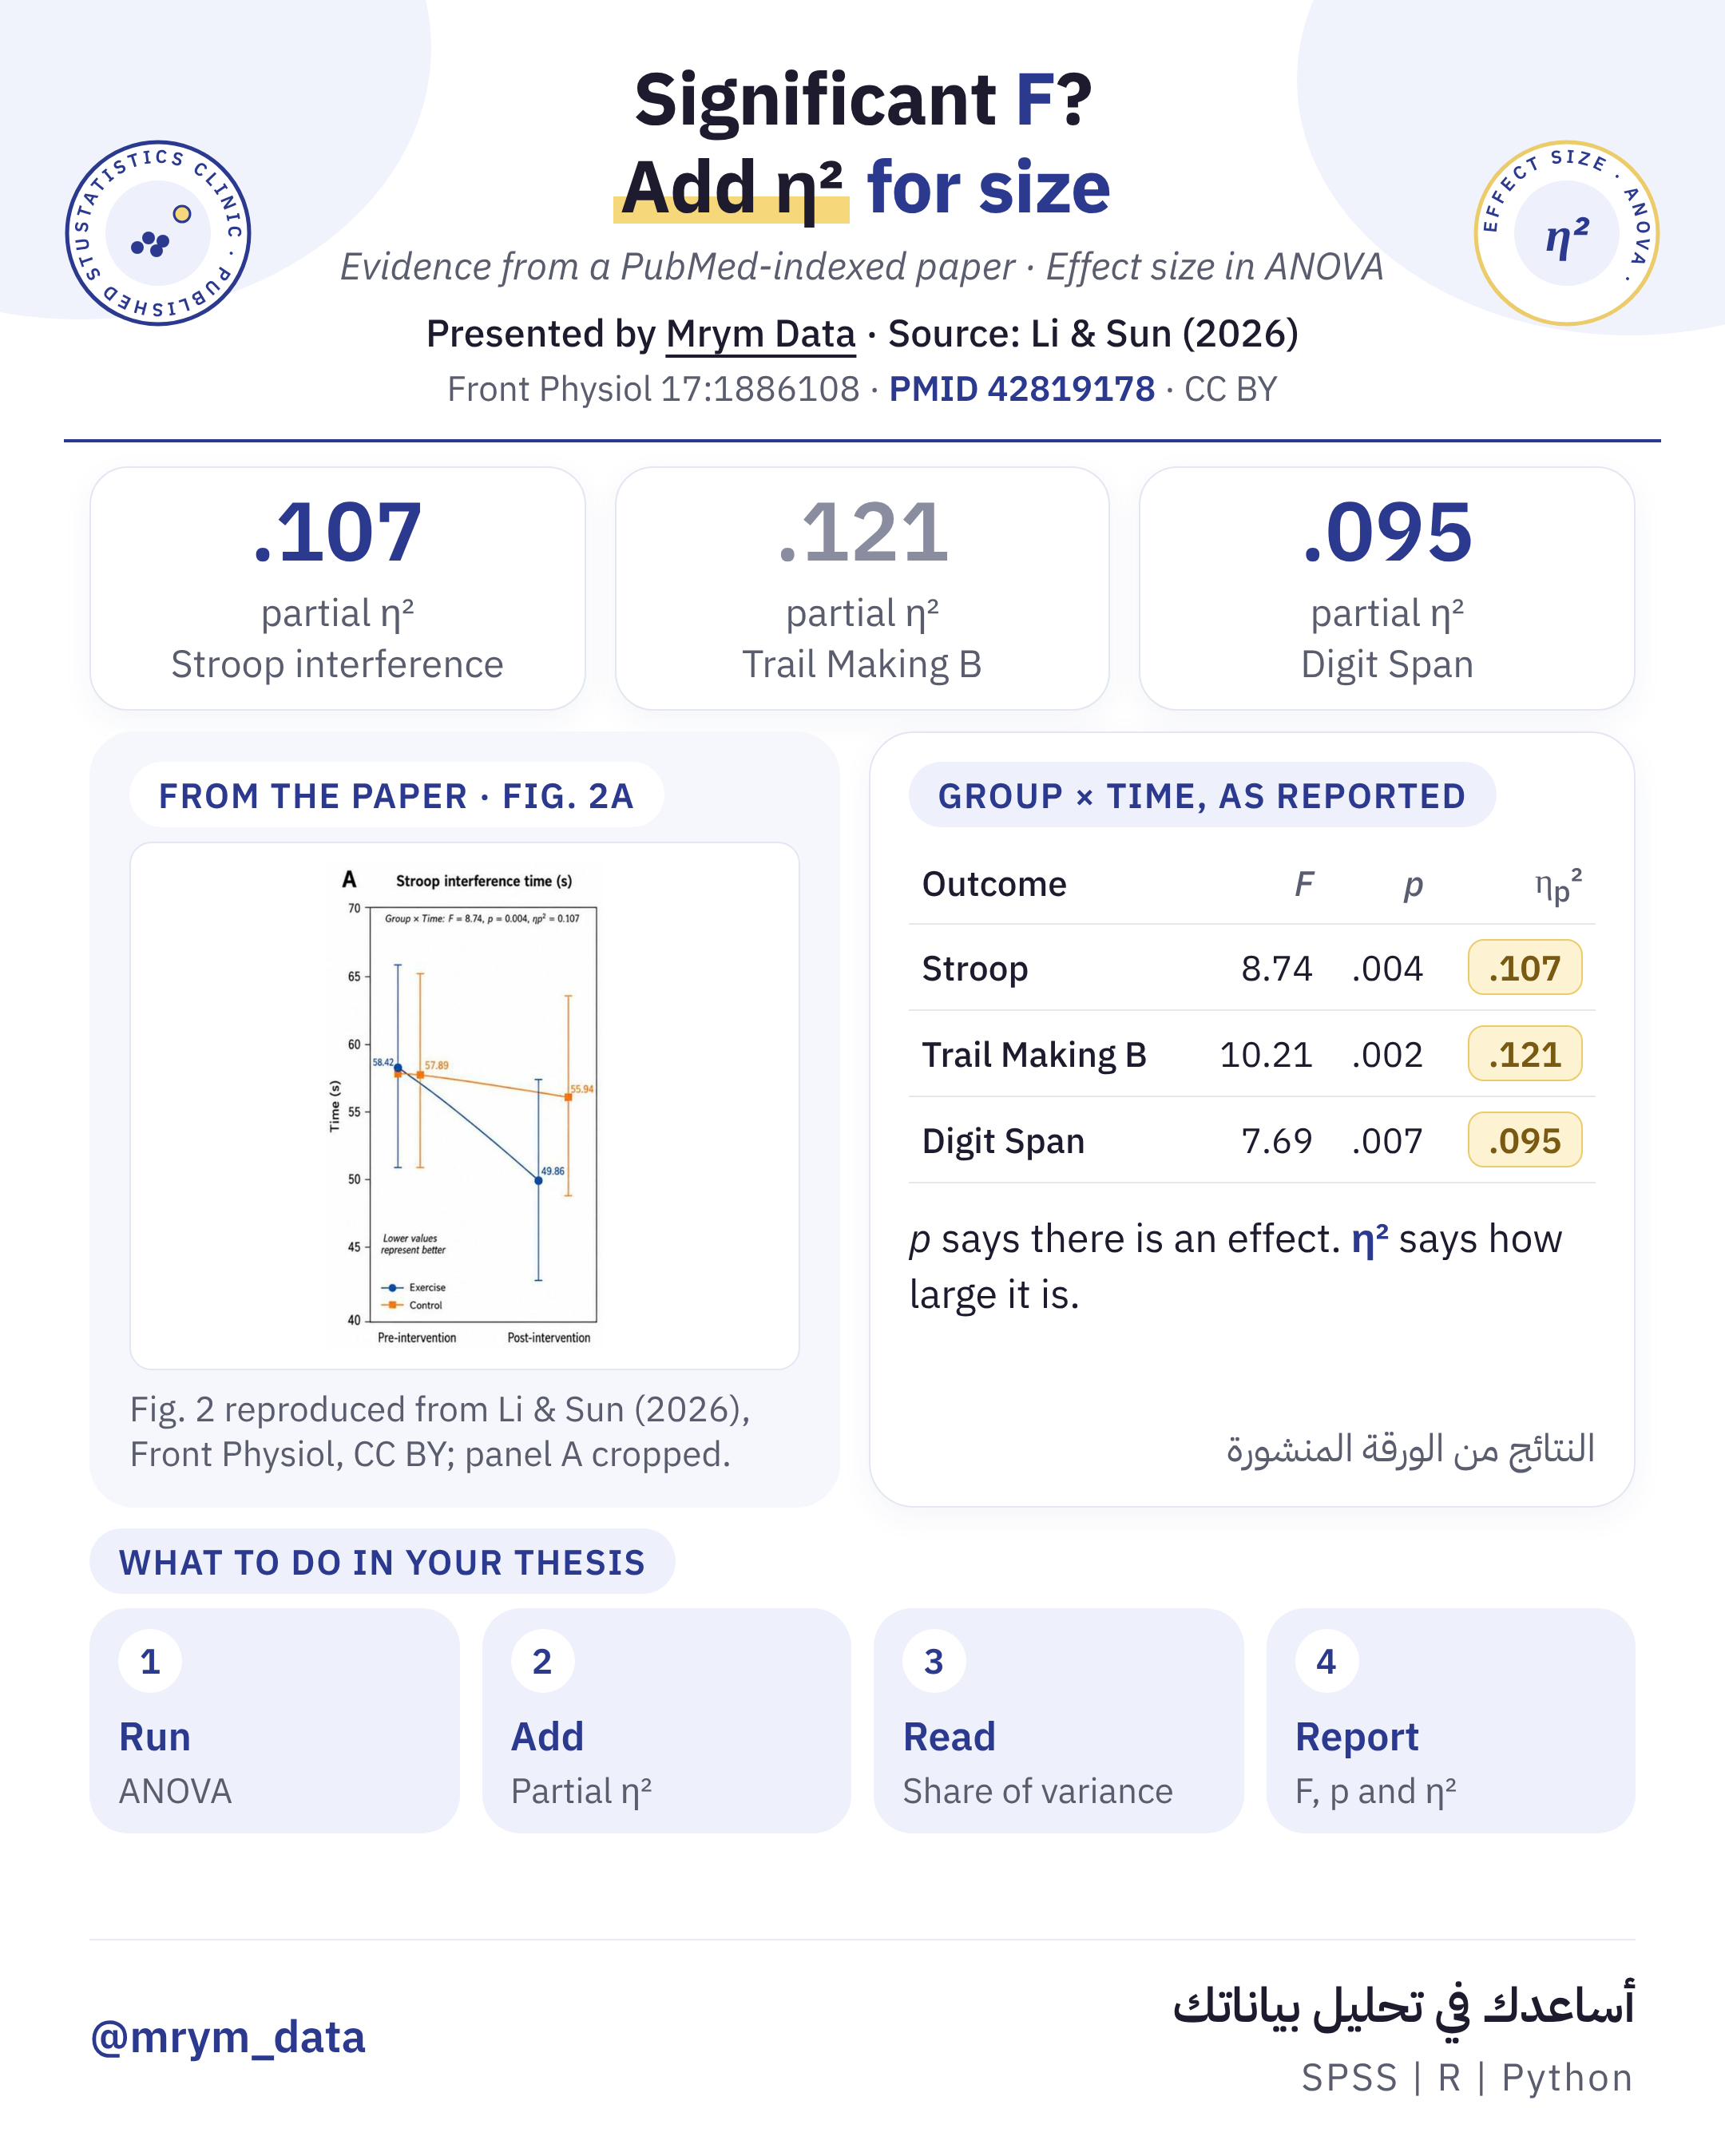 Significant F?
Add η² for size
Evidence from a PubMed-indexed paper · Effect size in ANOVA
Presented by Mrym Data · Source: Li & Sun (2026)
Front Physiol 17:1886108 · PMID 42819178 · CC BY
STATISTICS CLINIC · PUBLISHED STU
EFFECT SIZE · ANOVA ·
η²
.107
partial η²
Stroop interference
.121
partial η²
Trail Making B
.095
partial η²
Digit Span
FROM THE PAPER · FIG. 2A
A Stroop interference time (s)
Group × Time: F = 8.74, p = 0.004, ηp² = 0.107
70
65
60
55
50
45
40
Time (s)
58.42
57.89
55.94
49.86
Lower values
represent better
Exercise
Control
Pre-intervention Post-intervention
Fig. 2 reproduced from Li & Sun (2026),
Front Physiol, CC BY; panel A cropped.
GROUP × TIME, AS REPORTED
Outcome F p ηp²
Stroop 8.74 .004 .107
Trail Making B 10.21 .002 .121
Digit Span 7.69 .007 .095
p says there is an effect. η² says how
large it is.
النتائج من الورقة المنشورة
WHAT TO DO IN YOUR THESIS
1
Run
ANOVA
2
Add
Partial η²
3
Read
Share of variance
4
Report
F, p and η²
@mrym_data
أساعدك في تحليل بياناتك
SPSS | R | Python